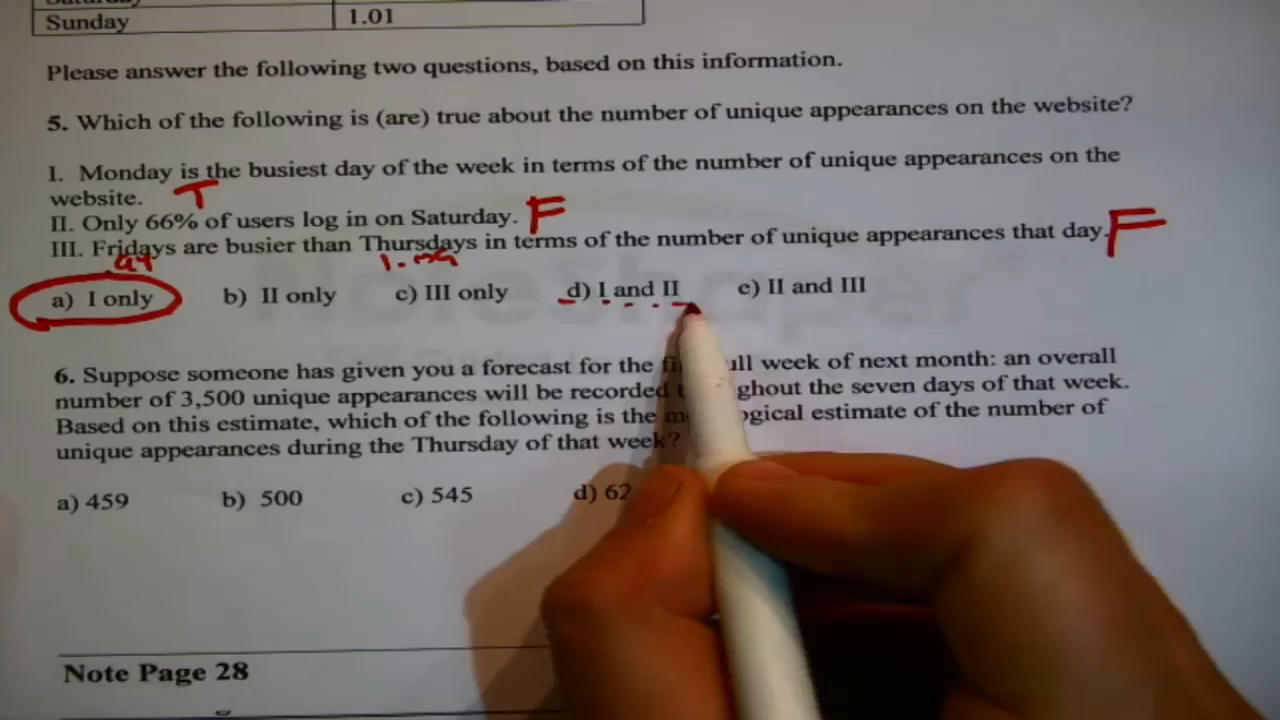 Sunday 1.01
Please answer the following two questions, based on this information.
5. Which of the following is (are) true about the number of unique appearances on the website?
I. Monday is the busiest day of the week in terms of the number of unique appearances on the
website. T
II. Only 66% of users log in on Saturday. F
III. Fridays are busier than Thursdays in terms of the number of unique appearances that day. F
a) I only b) II only c) III only d) I and II e) II and III
6. Suppose someone has given you a forecast for the full week of next month: an overall
number of 3,500 unique appearances will be recorded throughout the seven days of that week.
Based on this estimate, which of the following is the logical estimate of the number of
unique appearances during the Thursday of that week?
a) 459 b) 500 c) 545 d) 62
Note Page 28